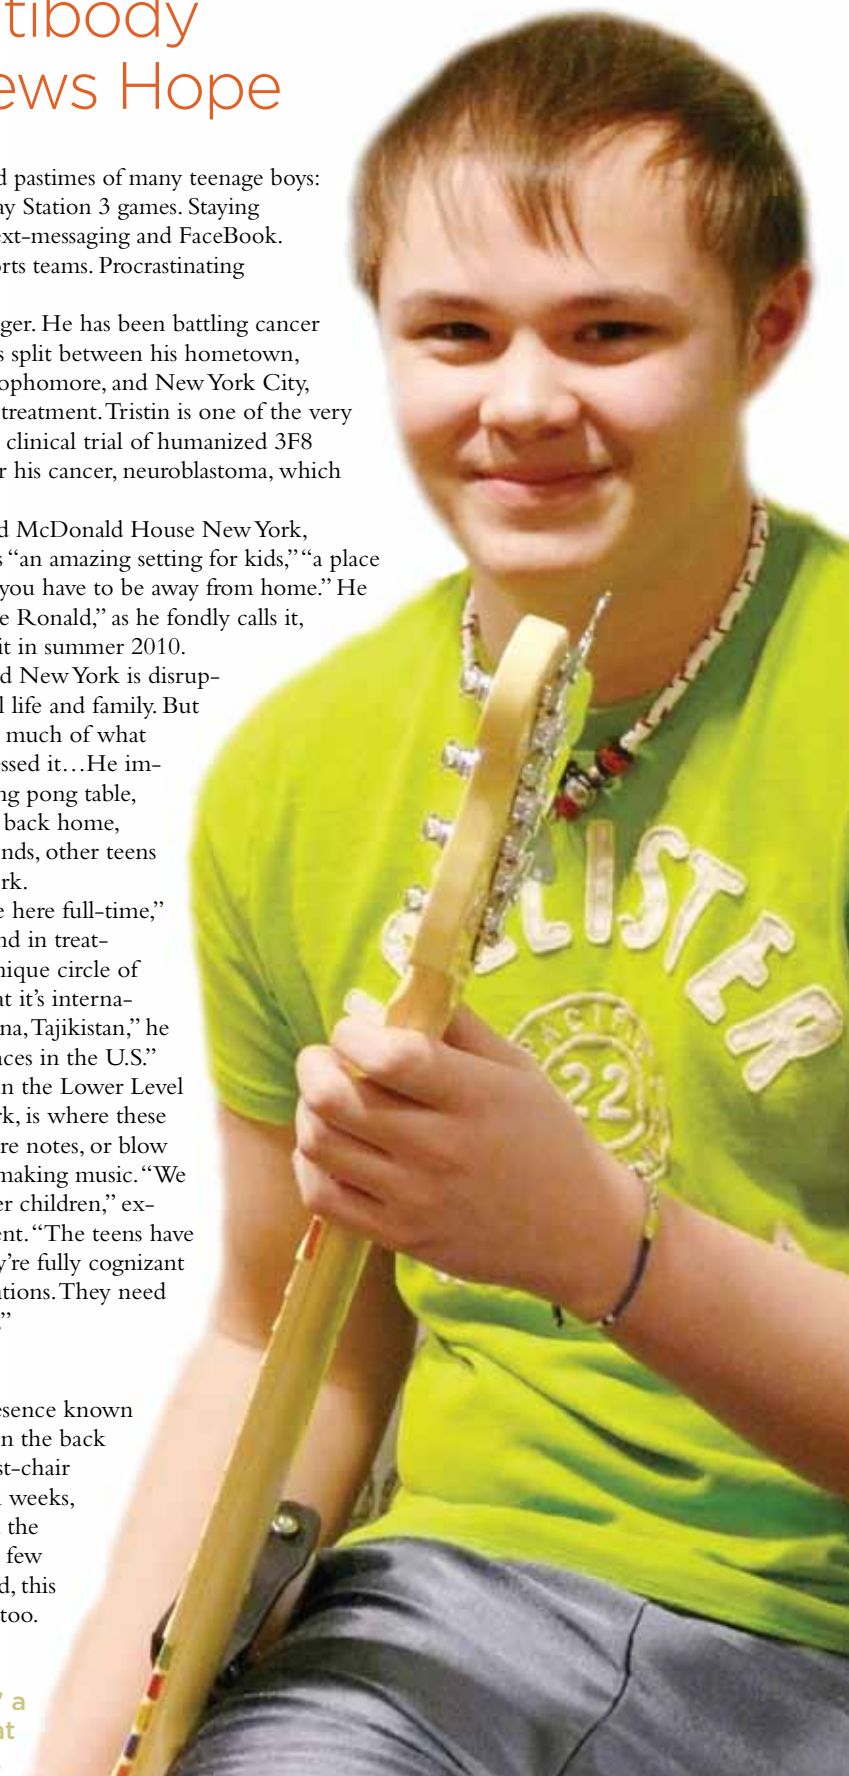 tibody
ews Hope
d pastimes of many teenage boys:
ay Station 3 games. Staying
ext-messaging and FaceBook.
orts teams. Procrastinating
ger. He has been battling cancer
s split between his hometown,
ophomore, and New York City,
treatment. Tristin is one of the very
clinical trial of humanized 3F8
r his cancer, neuroblastoma, which
d McDonald House New York,
s “an amazing setting for kids,” “a place
you have to be away from home.” He
e Ronald,” as he fondly calls it,
it in summer 2010.
d New York is disrup-
l life and family. But
much of what
essed it…He im-
ng pong table,
back home,
nds, other teens
rk.
e here full-time,”
nd in treat-
nique circle of
at it’s interna-
na, Tajikistan,” he
aces in the U.S.”
n the Lower Level
rk, is where these
re notes, or blow
making music. “We
er children,” ex-
ent. “The teens have
y’re fully cognizant
ations. They need
.”
esence known
n the back
st-chair
weeks,
the
few
d, this
too.
’ a
at
LISTER
PACIFI
22